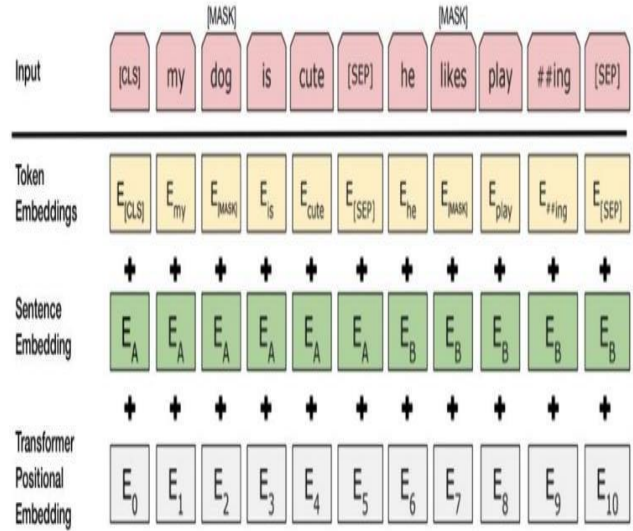 [MASK] [MASK]
Input [CLS] my dog is cute [SEP] he likes play ##ing [SEP]
Token
Embeddings
E[CLS] Emy E[MASK] Eis Ecute E[SEP] Ehe E[MASK] Eplay E##ing E[SEP]
+ + + + + + + + + + +
Sentence
Embedding
EA EA EA EA EA EA EB EB EB EB EB
+ + + + + + + + + + +
Transformer
Positional
Embedding
E0 E1 E2 E3 E4 E5 E6 E7 E8 E9 E10